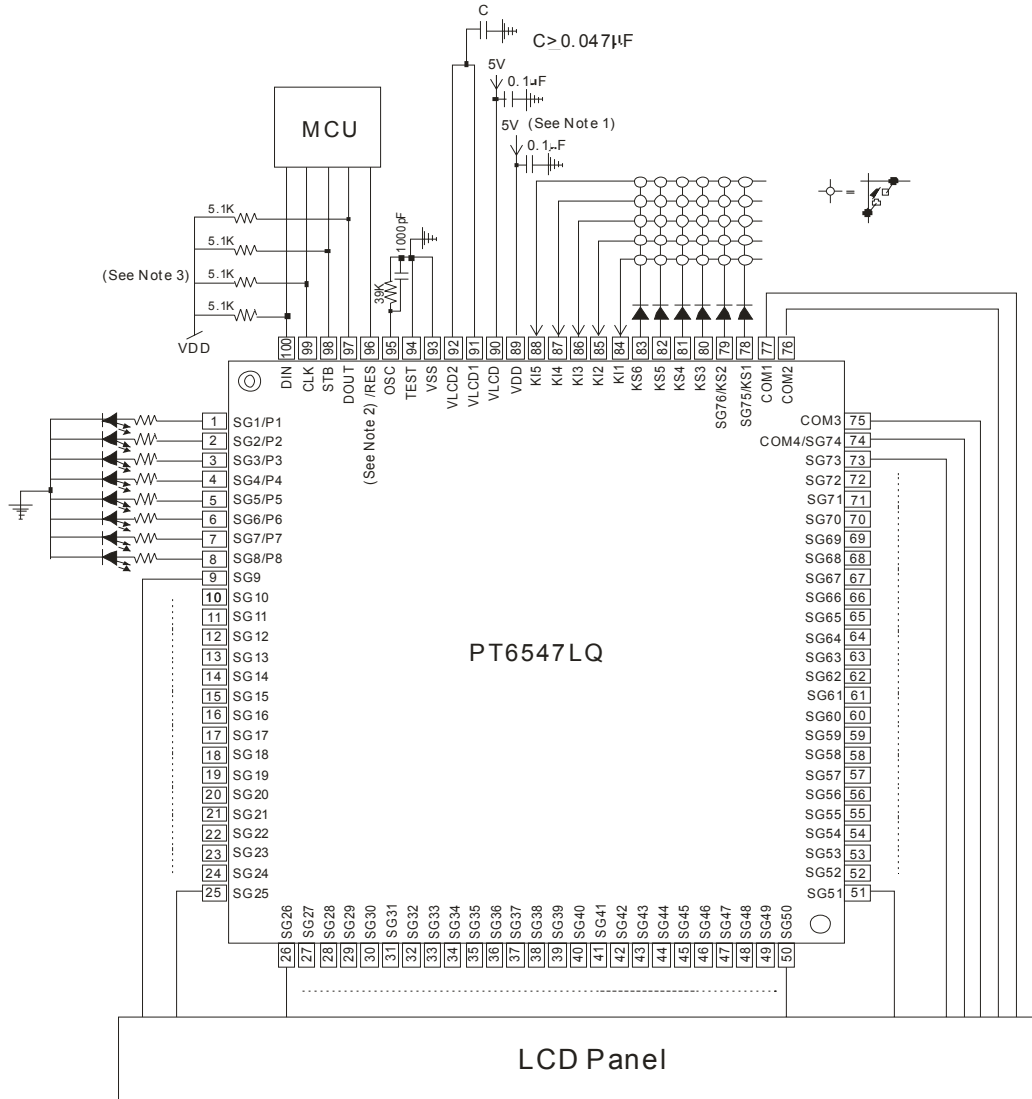 C
C≥0.047µF
5V
0.1µF
5V
(See Note 1)
0.1µF
MCU
5.1K
5.1K
(See Note 3)
5.1K
5.1K
VDD
39K
1000pF
=
100 99 98 97 96 95 94 93 92 91 90 89 88 87 86 85 84 83 82 81 80 79 78 77 76
DIN
CLK
STB
DOUT
(See Note 2) /RES
OSC
TEST
VSS
VLCD2
VLCD1
VLCD
VDD
KI5
KI4
KI3
KI2
KI1
KS6
KS5
KS4
KS3
SG76/KS2
SG75/KS1
COM1
COM2
1 SG1/P1
2 SG2/P2
3 SG3/P3
4 SG4/P4
5 SG5/P5
6 SG6/P6
7 SG7/P7
8 SG8/P8
9 SG9
10 SG10
11 SG11
12 SG12
13 SG13
14 SG14
15 SG15
16 SG16
17 SG17
18 SG18
19 SG19
20 SG20
21 SG21
22 SG22
23 SG23
24 SG24
25 SG25
PT6547LQ
COM3 75
COM4/SG74 74
SG73 73
SG72 72
SG71 71
SG70 70
SG69 69
SG68 68
SG67 67
SG66 66
SG65 65
SG64 64
SG63 63
SG62 62
SG61 61
SG60 60
SG59 59
SG58 58
SG57 57
SG56 56
SG55 55
SG54 54
SG53 53
SG52 52
SG51 51
SG26
SG27
SG28
SG29
SG30
SG31
SG32
SG33
SG34
SG35
SG36
SG37
SG38
SG39
SG40
SG41
SG42
SG43
SG44
SG45
SG46
SG47
SG48
SG49
SG50
26 27 28 29 30 31 32 33 34 35 36 37 38 39 40 41 42 43 44 45 46 47 48 49 50
LCD Panel